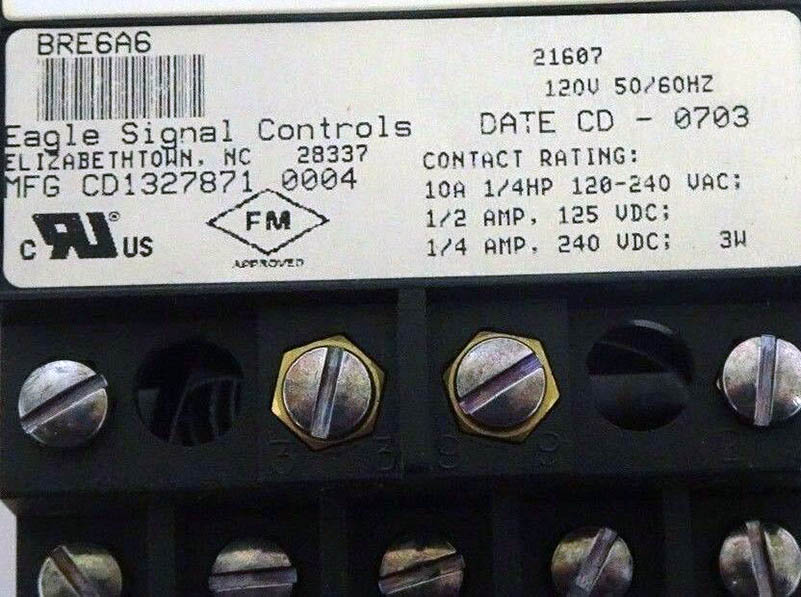 BRE6A6
21607
120V 50/60HZ
Eagle Signal Controls
DATE CD - 0703
ELIZABETHTOWN, NC 28337
CONTACT RATING:
MFG CD1327871 0004
10A 1/4HP 120-240 VAC;
1/2 AMP, 125 VDC;
1/4 AMP, 240 VDC; 3W
c RU ® US
FM
APPROVED